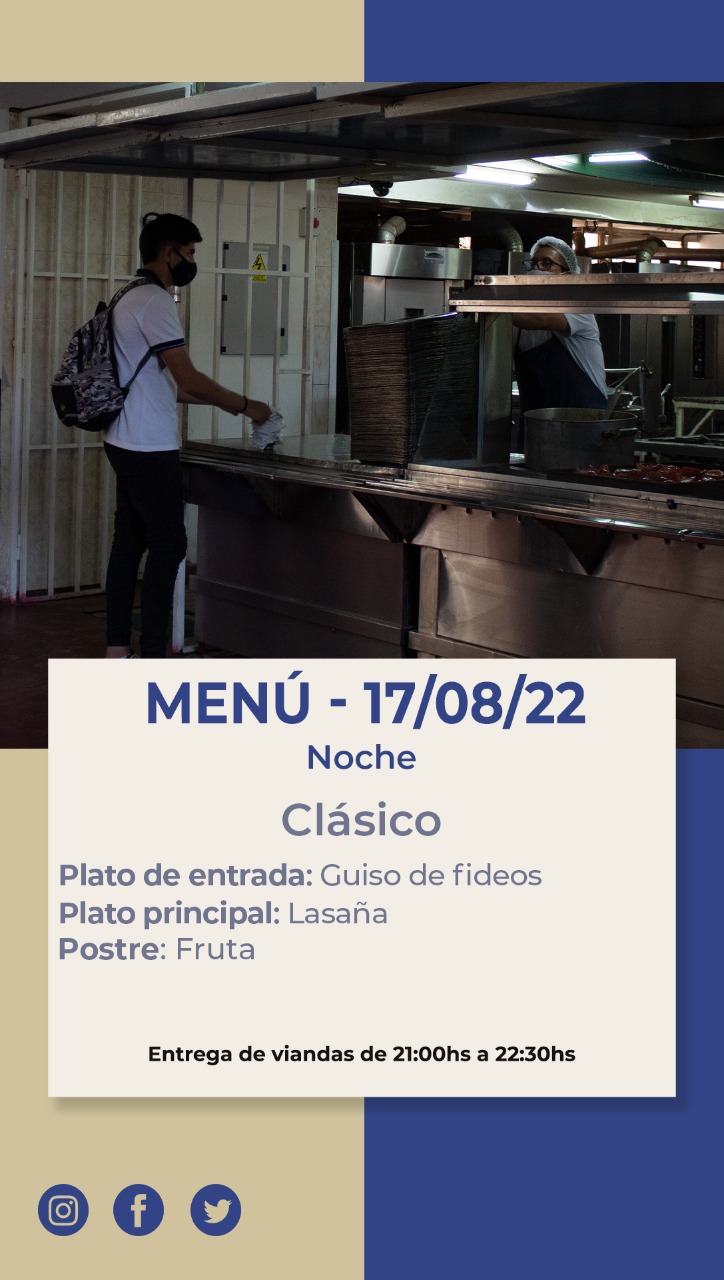 MENÚ - 17/08/22
Noche
Clásico
Plato de entrada: Guiso de fideos
Plato principal: Lasaña
Postre: Fruta
Entrega de viandas de 21:00hs a 22:30hs